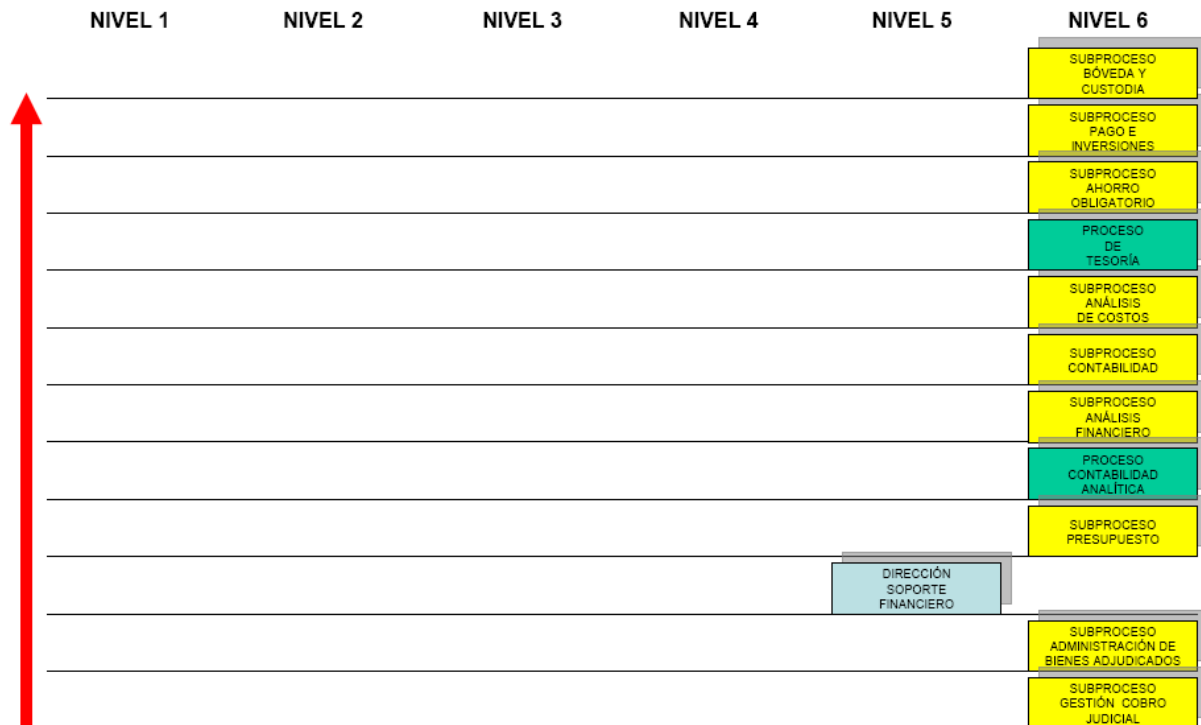 NIVEL 1 NIVEL 2 NIVEL 3 NIVEL 4 NIVEL 5 NIVEL 6
SUBPROCESO
BÓVEDA Y
CUSTODIA
SUBPROCESO
PAGO E
INVERSIONES
SUBPROCESO
AHORRO
OBLIGATORIO
PROCESO
DE
TESORÍA
SUBPROCESO
ANÁLISIS
DE COSTOS
SUBPROCESO
CONTABILIDAD
SUBPROCESO
ANÁLISIS
FINANCIERO
PROCESO
CONTABILIDAD
ANALÍTICA
SUBPROCESO
PRESUPUESTO
DIRECCIÓN
SOPORTE
FINANCIERO
SUBPROCESO
ADMINISTRACIÓN DE
BIENES ADJUDICADOS
SUBPROCESO
GESTIÓN COBRO
JUDICIAL